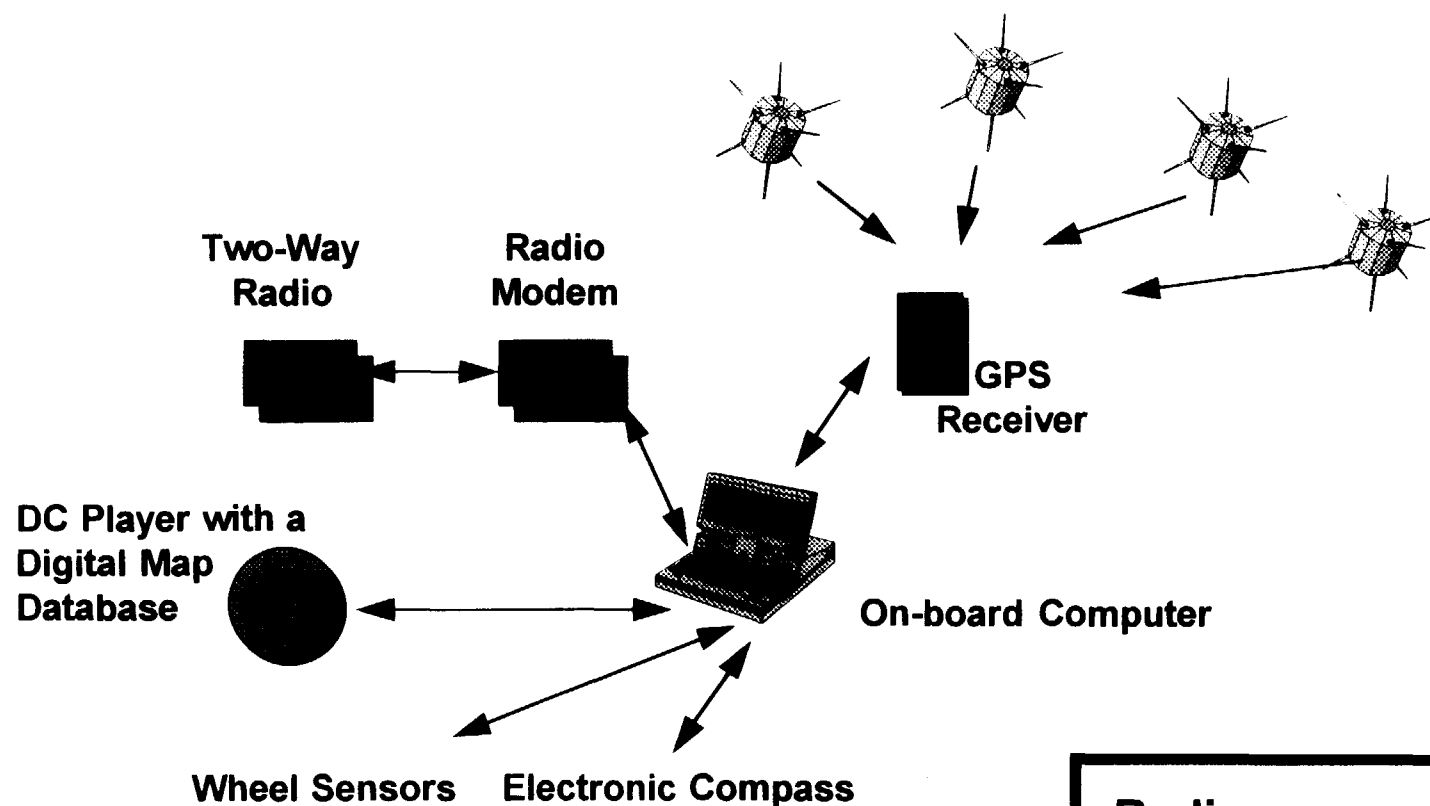 Two-Way
Radio
Radio
Modem
GPS
Receiver
DC Player with a
Digital Map
Database
On-board Computer
Wheel Sensors
Electronic Compass